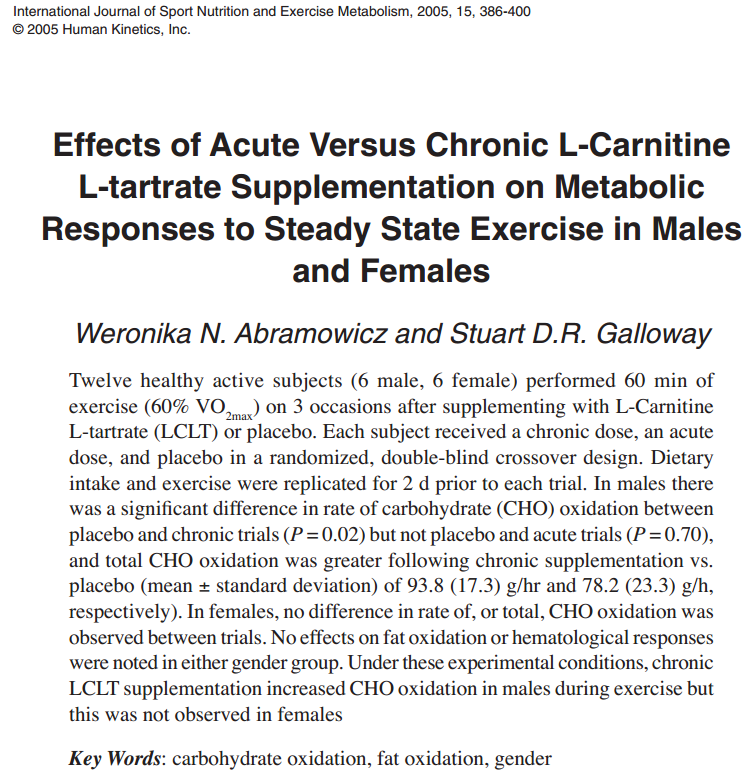 International Journal of Sport Nutrition and Exercise Metabolism, 2005, 15, 386-400
© 2005 Human Kinetics, Inc.
Effects of Acute Versus Chronic L-Carnitine
L-tartrate Supplementation on Metabolic
Responses to Steady State Exercise in Males
and Females
Weronika N. Abramowicz and Stuart D.R. Galloway
Twelve healthy active subjects (6 male, 6 female) performed 60 min of
exercise (60% VO2max) on 3 occasions after supplementing with L-Carnitine
L-tartrate (LCLT) or placebo. Each subject received a chronic dose, an acute
dose, and placebo in a randomized, double-blind crossover design. Dietary
intake and exercise were replicated for 2 d prior to each trial. In males there
was a significant difference in rate of carbohydrate (CHO) oxidation between
placebo and chronic trials (P = 0.02) but not placebo and acute trials (P = 0.70),
and total CHO oxidation was greater following chronic supplementation vs.
placebo (mean ± standard deviation) of 93.8 (17.3) g/hr and 78.2 (23.3) g/h,
respectively). In females, no difference in rate of, or total, CHO oxidation was
observed between trials. No effects on fat oxidation or hematological responses
were noted in either gender group. Under these experimental conditions, chronic
LCLT supplementation increased CHO oxidation in males during exercise but
this was not observed in females
Key Words: carbohydrate oxidation, fat oxidation, gender